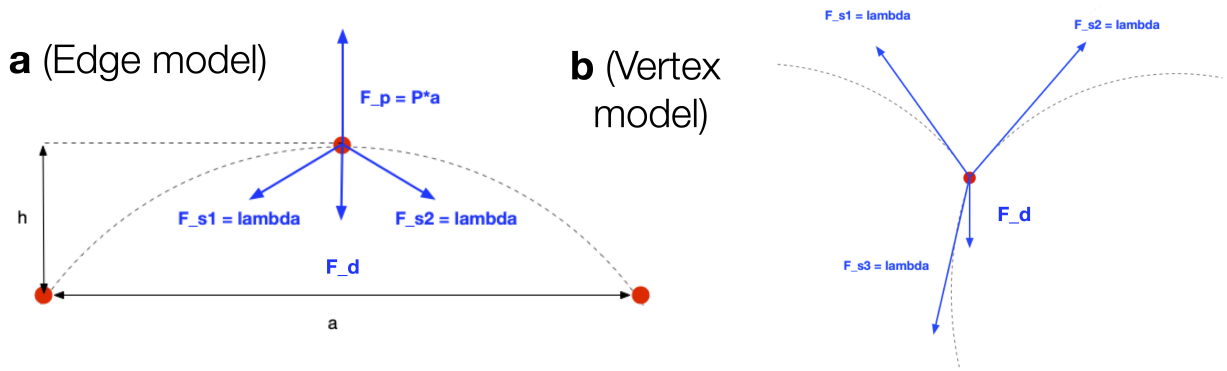 a (Edge model)
F_p = P*a
F_s1 = lambda
F_s2 = lambda
F_d
h
a
b (Vertex
model)
F_s1 = lambda
F_s2 = lambda
F_d
F_s3 = lambda